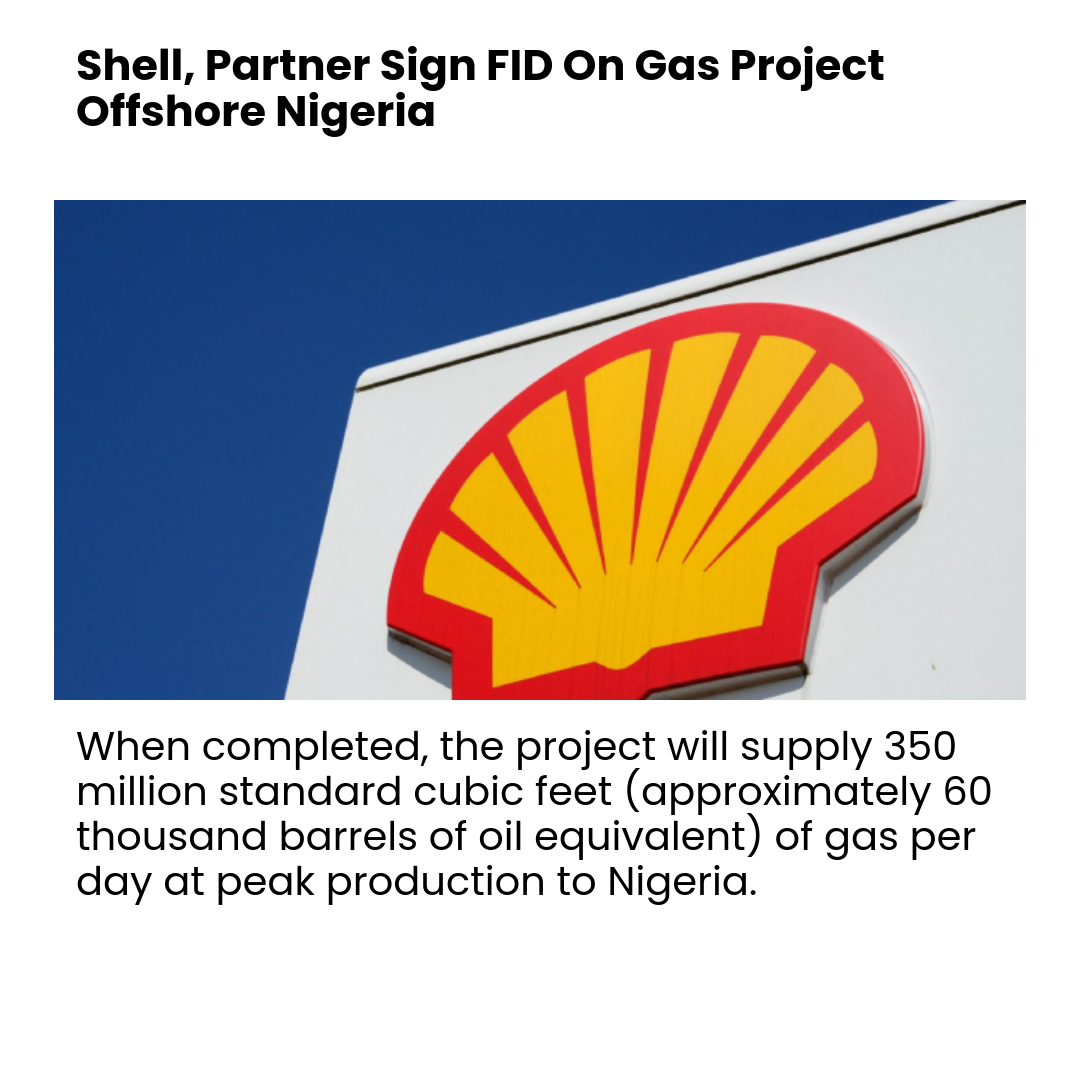 Shell, Partner Sign FID On Gas Project
Offshore Nigeria
When completed, the project will supply 350
million standard cubic feet (approximately 60
thousand barrels of oil equivalent) of gas per
day at peak production to Nigeria.